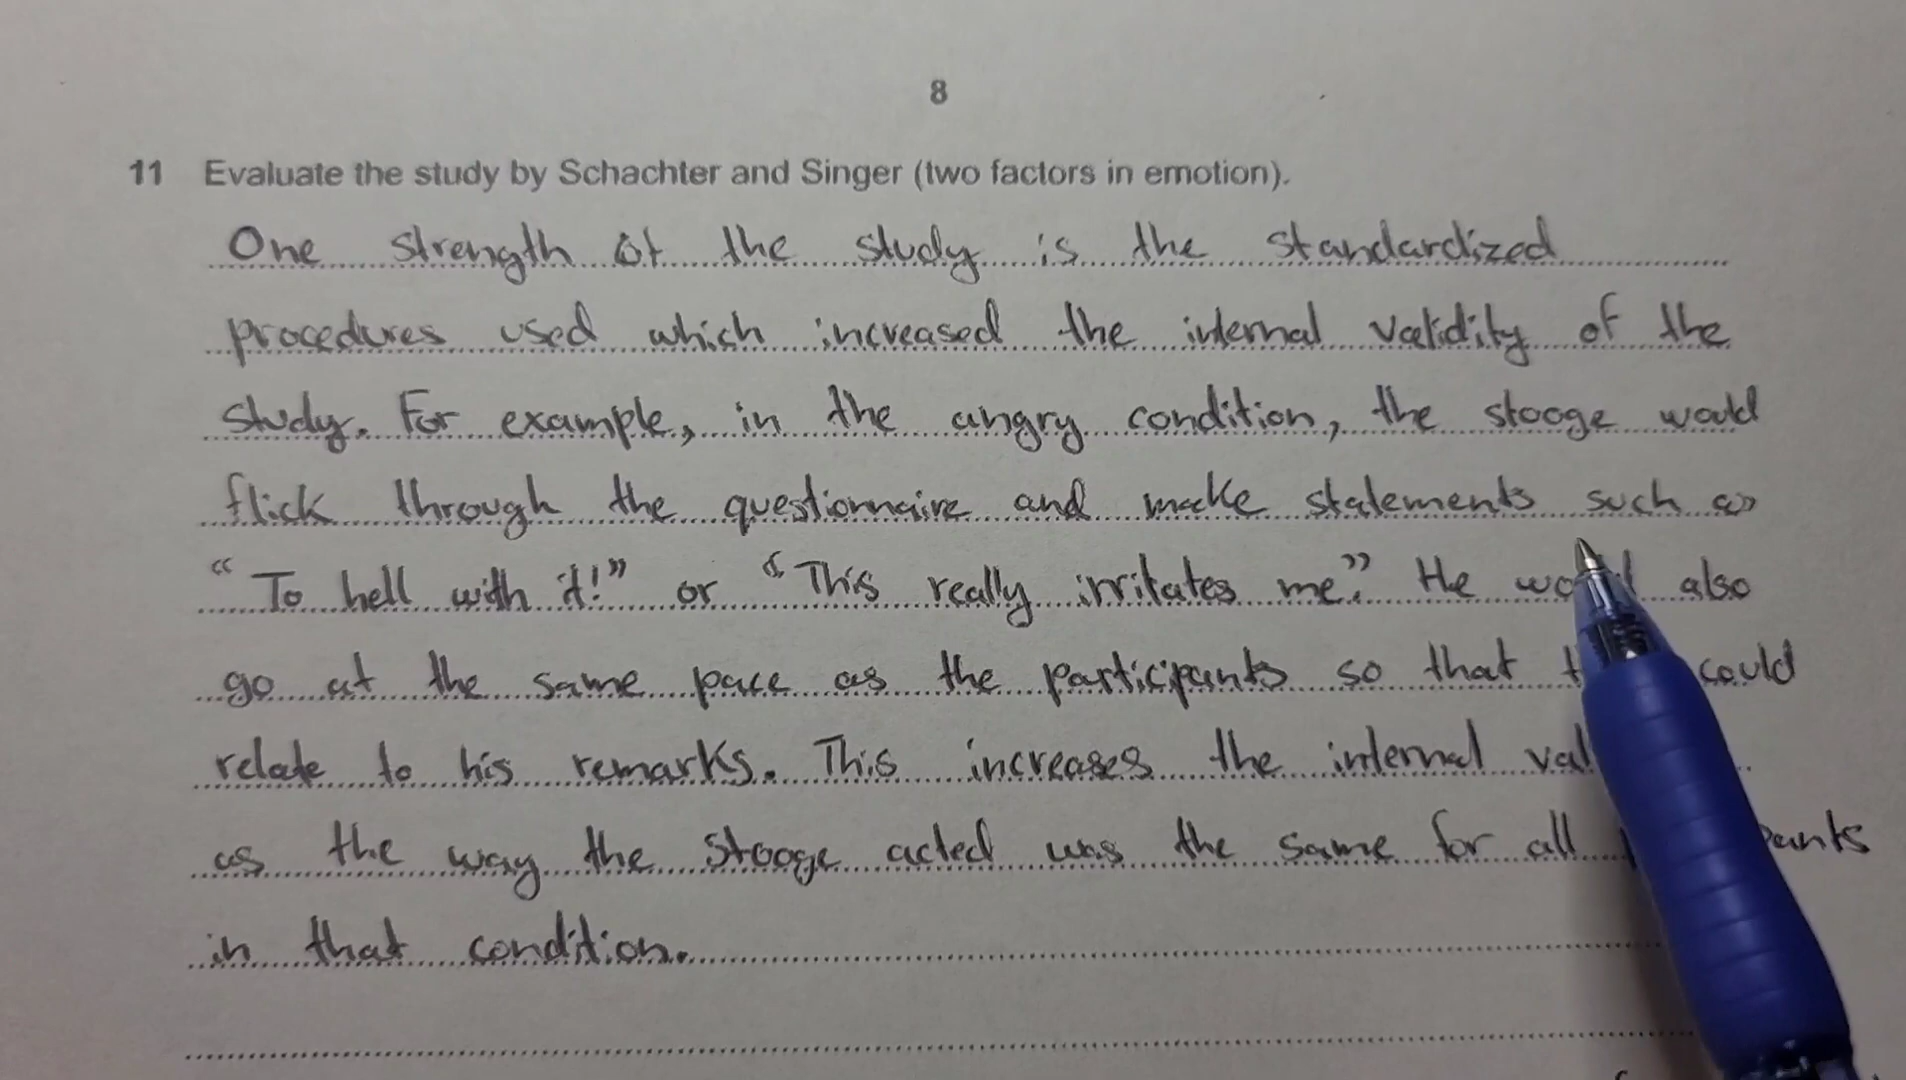 8
11 Evaluate the study by Schachter and Singer (two factors in emotion).
One strength of the study is the standardized
procedures used which increased the internal validity of the
study. For example, in the angry condition, the stooge would
flick through the questionnaire and make statements such as
“To hell with it!” or “This really irritates me.” He also
go at the same pace as the participants so that could
relate to his remarks. This increases the internal
as the way the stooge acted was the same for all
in that condition.